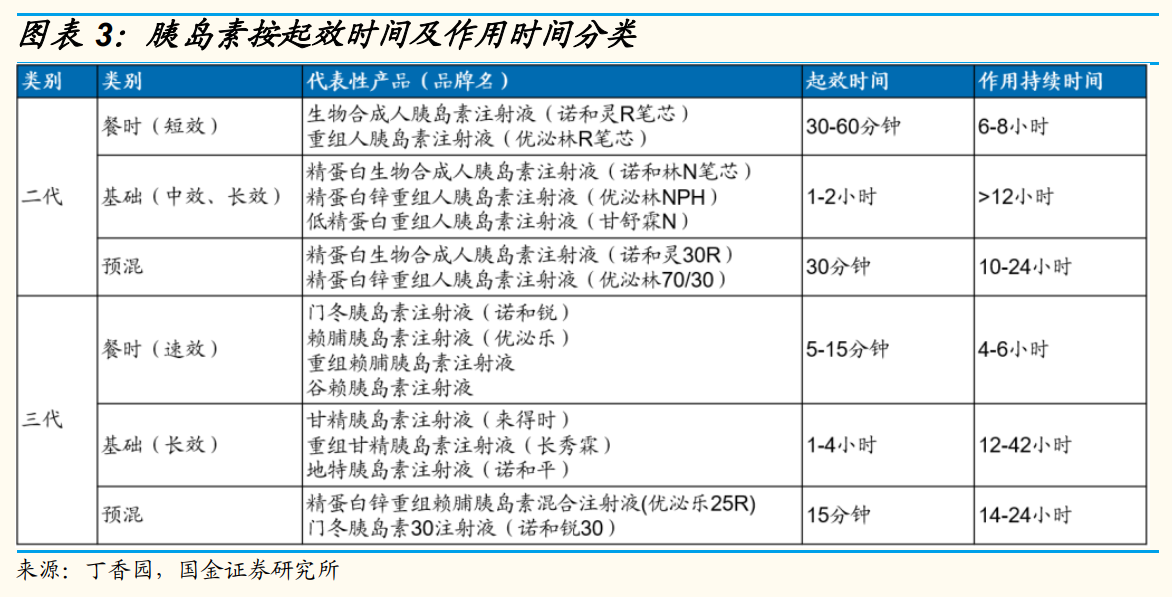 图表 3：胰岛素按起效时间及作用时间分类
类别 类别 代表性产品（品牌名） 起效时间 作用持续时间
二代
餐时（短效）
生物合成人胰岛素注射液（诺和灵R笔芯）
重组人胰岛素注射液（优泌林R笔芯）
30-60分钟
6-8小时
基础（中效、长效）
精蛋白生物合成人胰岛素注射液（诺和林N笔芯）
精蛋白锌重组人胰岛素注射液（优泌林NPH）
低精蛋白重组人胰岛素注射液（甘舒霖N）
1-2小时
>12小时
预混
精蛋白生物合成人胰岛素注射液（诺和灵30R）
精蛋白锌重组人胰岛素注射液（优泌林70/30）
30分钟
10-24小时
三代
餐时（速效）
门冬胰岛素注射液（诺和锐）
赖脯胰岛素注射液（优泌乐）
重组赖脯胰岛素注射液
谷赖胰岛素注射液
5-15分钟
4-6小时
基础（长效）
甘精胰岛素注射液（来得时）
重组甘精胰岛素注射液（长秀霖）
地特胰岛素注射液（诺和平）
1-4小时
12-42小时
预混
精蛋白锌重组赖脯胰岛素混合注射液(优泌乐25R)
门冬胰岛素30注射液（诺和锐30）
15分钟
14-24小时
来源：丁香园，国金证券研究所